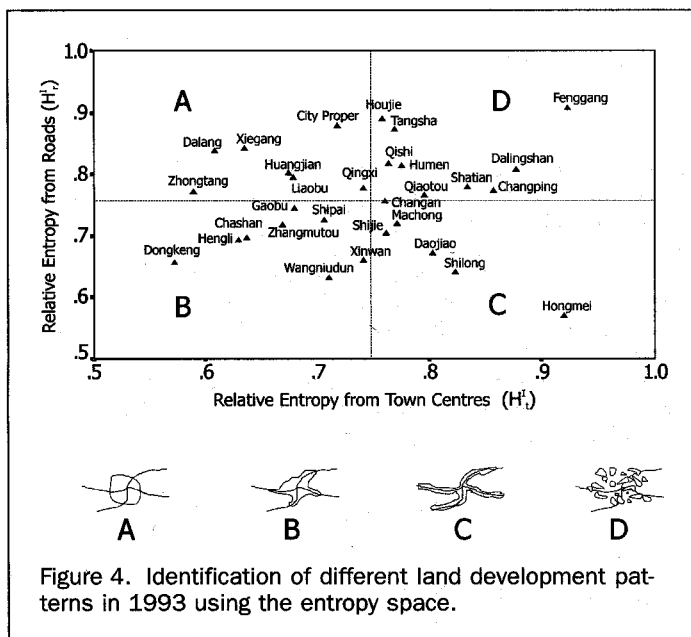 1.0
A
D
Houjie
Fenggang
City Proper
.9
Tangsha
Dalang
Xiegang
Qishi
Huangjian
Humen
Dalingshan
.8
Qingxi
Shatian
Zhongtang
Liaobu
Qiaotou
Changping
Gaobu
Shipai
Changan
Chashan
Machong
.7
Hengli
Zhangmutou
Shijie
Dongkeng
Xinwan
Daojiao
Wangniudun
Shilong
.6
B
C
Hongmei
.5
.5 .6 .7 .8 .9 1.0
Relative Entropy from Roads (H'r)
Relative Entropy from Town Centres (H't)
A B C D
Figure 4. Identification of different land development pat-
terns in 1993 using the entropy space.